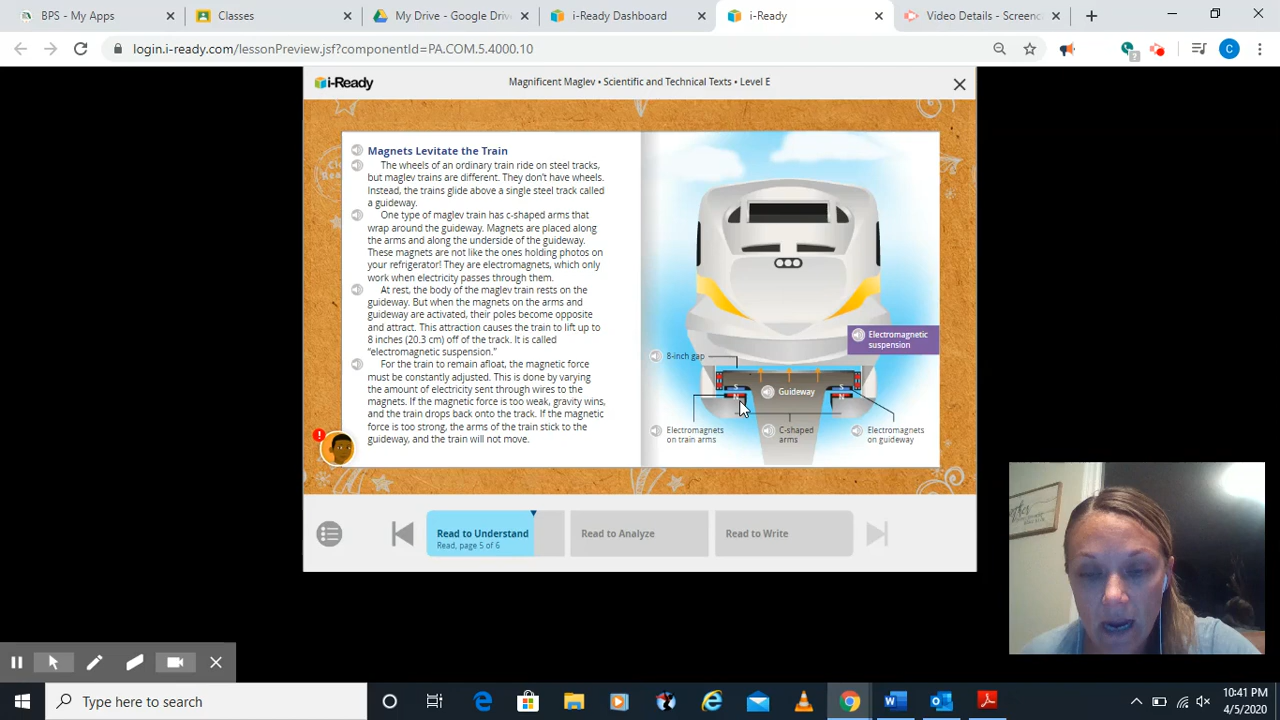 BPS - My Apps
Classes
My Drive - Google Dr
i-Ready Dashboard
i-Ready
Video Details - Screenc
login.i-ready.com/lessonPreview.jsf?componentId=PA.COM.5.4000.10
C
i-Ready
Magnificent Maglev • Scientific and Technical Texts • Level E
Magnets Levitate the Train
The wheels of an ordinary train ride on steel tracks,
but maglev trains are different. They don't have wheels.
Instead, the trains glide above a single steel track called
a guideway.
One type of maglev train has c-shaped arms that
wrap around the guideway. Magnets are placed along
the arms and along the underside of the guideway.
These magnets are not like the ones holding photos on
your refrigerator! They are electromagnets, which only
work when electricity passes through them.
At rest, the body of the maglev train rests on the
guideway. But when the magnets on the arms and
guideway are activated, their poles become opposite
and attract. This attraction causes the train to lift up to
8 inches (20.3 cm) off of the track. It is called
"electromagnetic suspension."
For the train to remain afloat, the magnetic force
must be constantly adjusted. This is done by varying
the amount of electricity sent through wires to the
magnets. If the magnetic force is too weak, gravity wins,
and the train drops back onto the track. If the magnetic
force is too strong, the arms of the train stick to the
guideway, and the train will not move.
Electromagnetic
suspension
8-inch gap
S
S
Guideway
N
N
Electromagnets
on train arms
C-shaped
arms
Electromagnets
on guideway
Read to Understand
Read, page 5 of 6
Read to Analyze
Read to Write
Type here to search
10:41 PM
4/5/2020